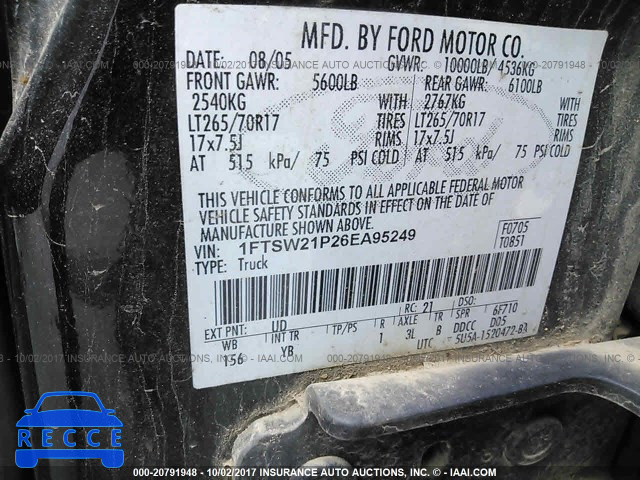 MFD. BY FORD MOTOR CO.
DATE: 08/05 GVWR: 10000LB/ 4536KG
FRONT GAWR: 5600LB REAR GAWR: 6100LB
2540KG WITH 2767KG WITH
LT265/70R17 TIRES LT265/70R17 TIRES
17x7.5J RIMS 17x7.5J RIMS
AT 515 kPa/ 75 PSI COLD AT 515 kPa/ 75 PSI COLD
THIS VEHICLE CONFORMS TO ALL APPLICABLE FEDERAL MOTOR
VEHICLE SAFETY STANDARDS IN EFFECT ON THE DATE OF
MANUFACTURE SHOWN ABOVE.
VIN: 1FTSW21P26EA95249 F0705
TYPE: Truck T0851
RC: 21 DSO:
EXT PNT: UD 6F710
WB INT TR TP/PS R AXLE TR SPR D05
156 YB 1 3L B DDCC
UTC 5U5A-1520472-BA
000-20791948 - 10/02/2017 INSURANCE AUTO AUCTIONS, INC. - © IAAI.COM
RECCE